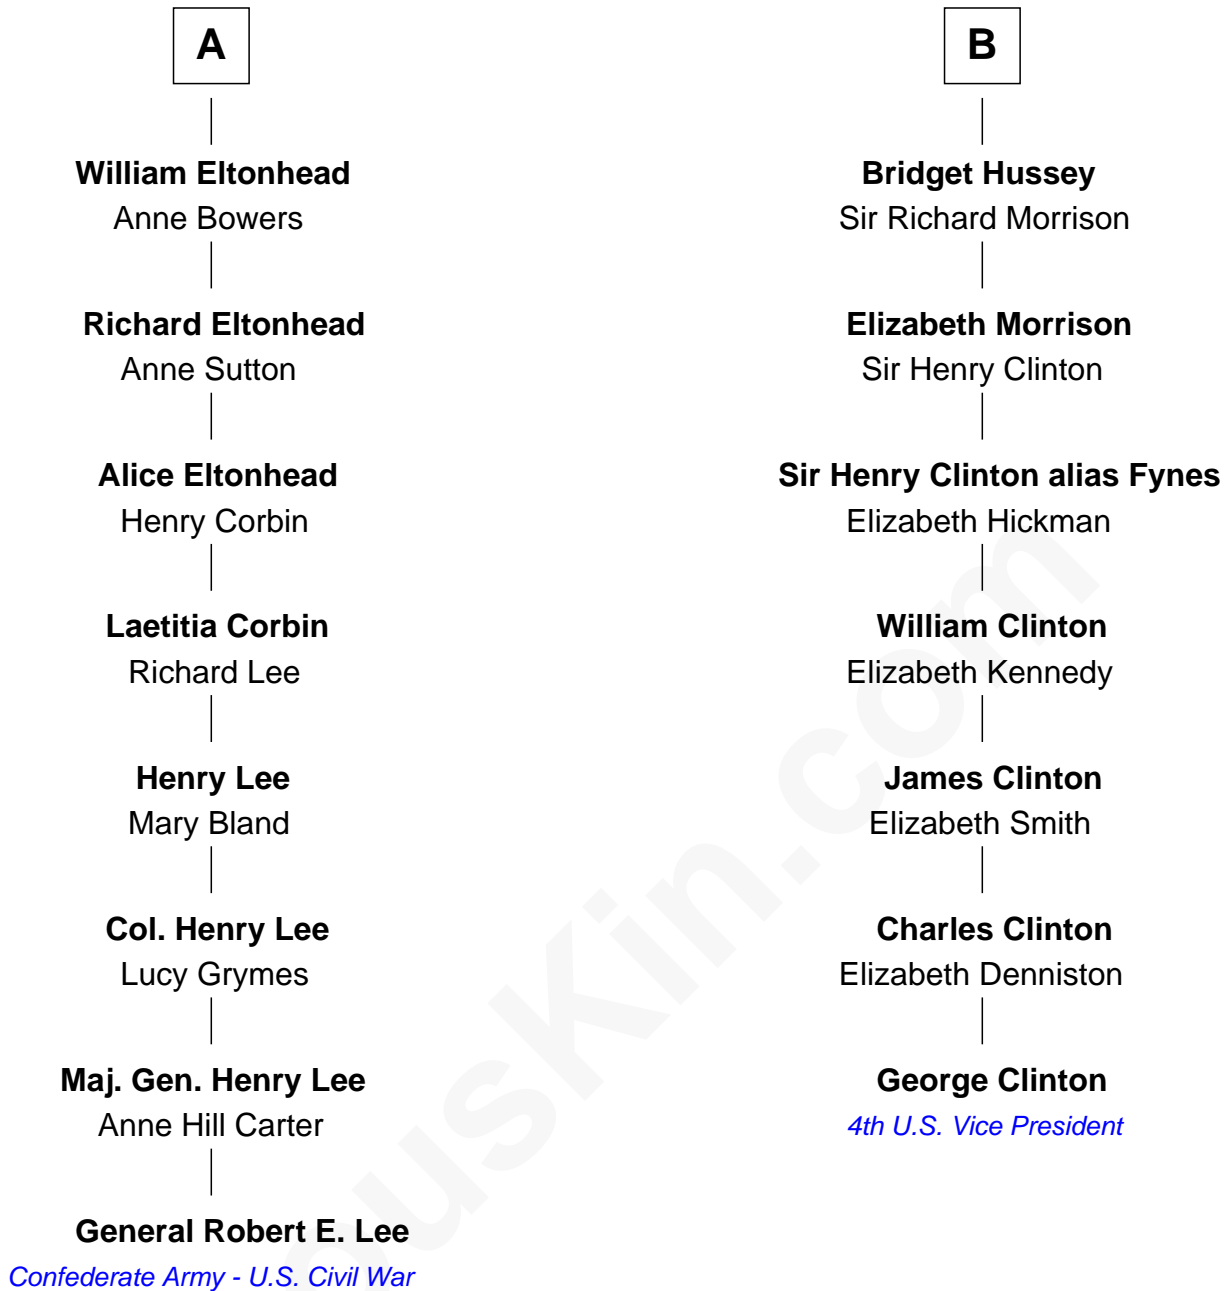 A
William Eltonhead
Anne Bowers
Richard Eltonhead
Anne Sutton
Alice Eltonhead
Henry Corbin
Laetitia Corbin
Richard Lee
Henry Lee
Mary Bland
Col. Henry Lee
Lucy Grymes
Maj. Gen. Henry Lee
Anne Hill Carter
General Robert E. Lee
Confederate Army - U.S. Civil War
B
Bridget Hussey
Sir Richard Morrison
Elizabeth Morrison
Sir Henry Clinton
Sir Henry Clinton alias Fynes
Elizabeth Hickman
William Clinton
Elizabeth Kennedy
James Clinton
Elizabeth Smith
Charles Clinton
Elizabeth Denniston
George Clinton
4th U.S. Vice President